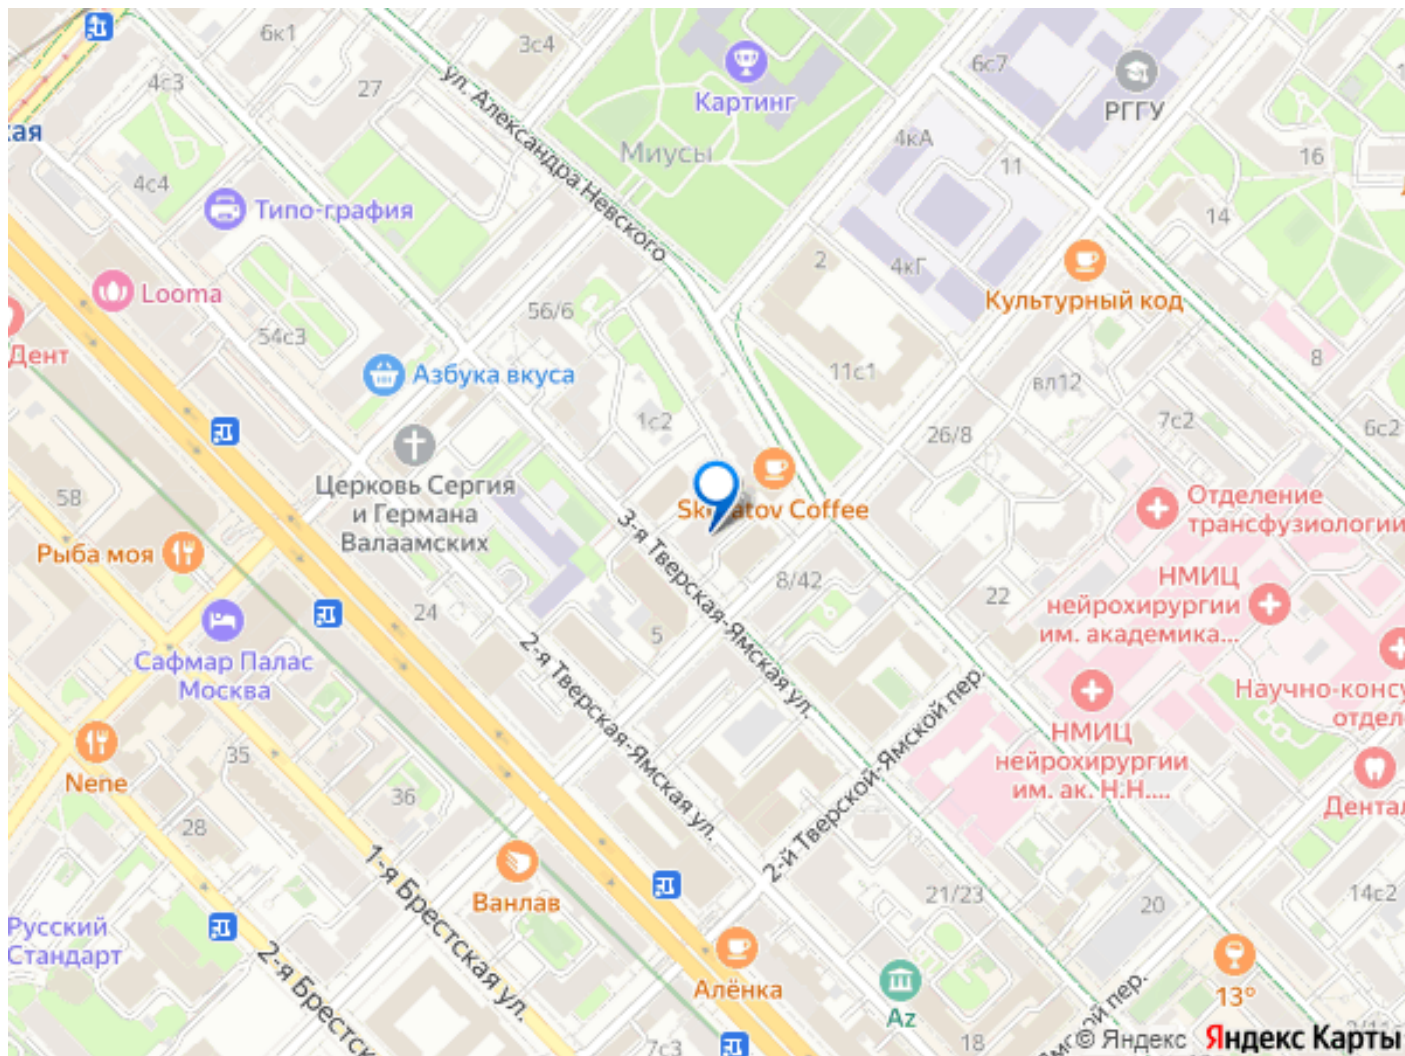 6к1
3с4
4с3
27
ская
Картинг
6с7
РГГУ
ул. Александра Невского
Миусы
4кА
11
16
4с4
Типо-графия
14
2
4кГ
Looma
Культурный код
56/6
54с3
Дент
Азбука вкуса
11с1
вл12
8
1с2
7с2
26/8
6с2
Церковь Сергия
и Германа
Валаамских
58
Отделение
трансфузиологии
Skuratov Coffee
3-я Тверская-Ямская ул.
Рыба моя
8/42
НМИЦ
нейрохирургии
им. академика...
22
24
5
Сафмар Палас
Москва
2-я Тверская-Ямская ул.
2-й Тверской-Ямской пер.
Научно-консу
отдел
НМИЦ
нейрохирургии
им. ак. Н.Н....
35
Nene
36
Дентал
28
1-я Брестская ул.
Ванлав
21/23
20
14с2
Русский
Стандарт
2-я Брестск
Алёнка
Az
13°
мской пер.
18
7с3
© Яндекс Яндекс Карты